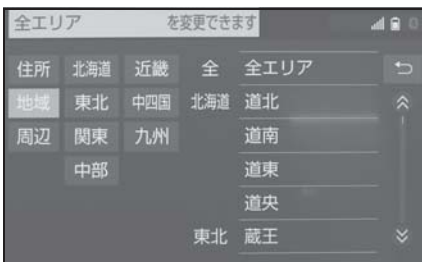 全エリア を変更できます
住所 北海道 近畿 全 全エリア
地域 東北 中四国 北海道 道北
周辺 関東 九州 道南
中部 道東
道央
東北 蔵王